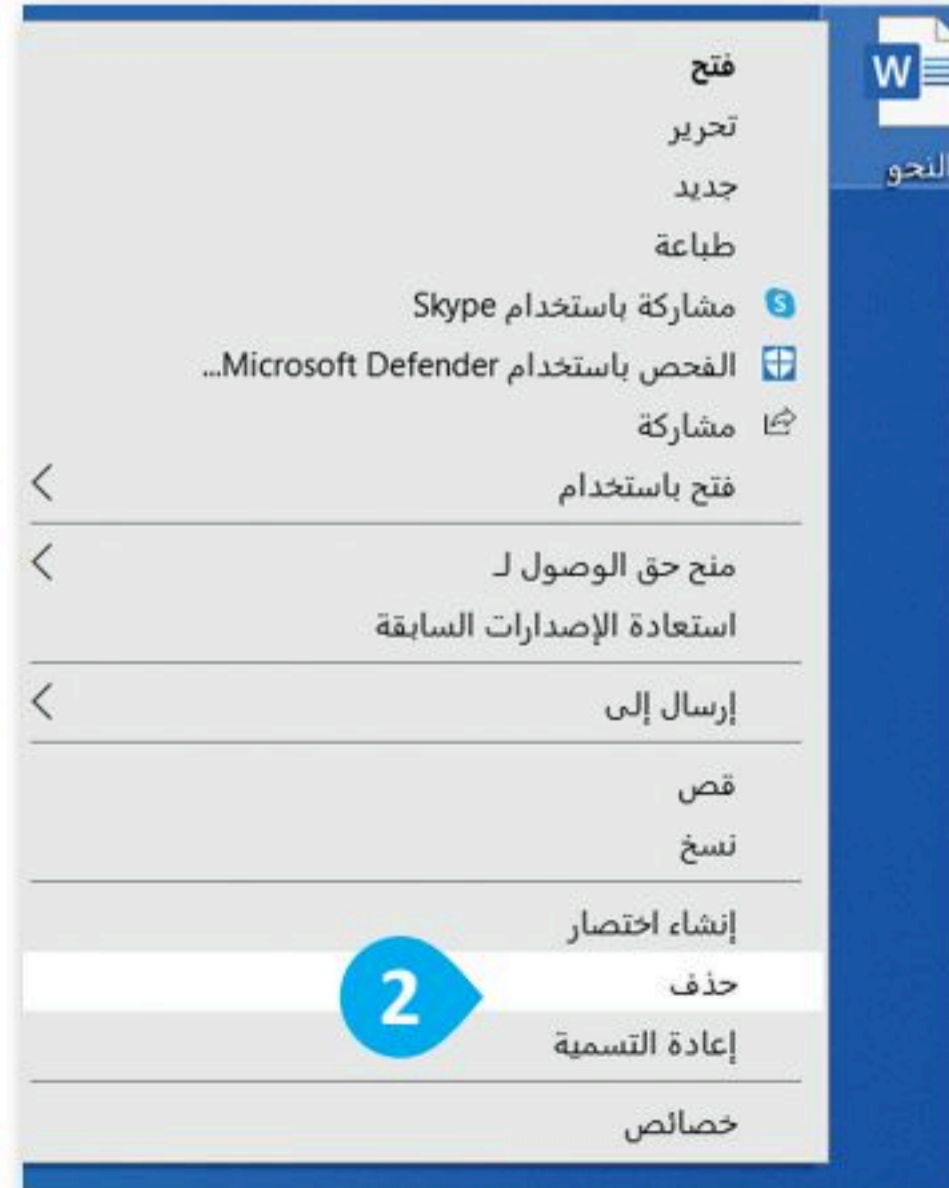 W
النحو
فتح
تحرير
جديد
طباعة
مشاركة باستخدام Skype
الفحص باستخدام Microsoft Defender...
مشاركة
فتح باستخدام
منح حق الوصول لـ
استعادة الإصدارات السابقة
إرسال إلى
قص
نسخ
إنشاء اختصار
حذف
2
إعادة التسمية
خصائص